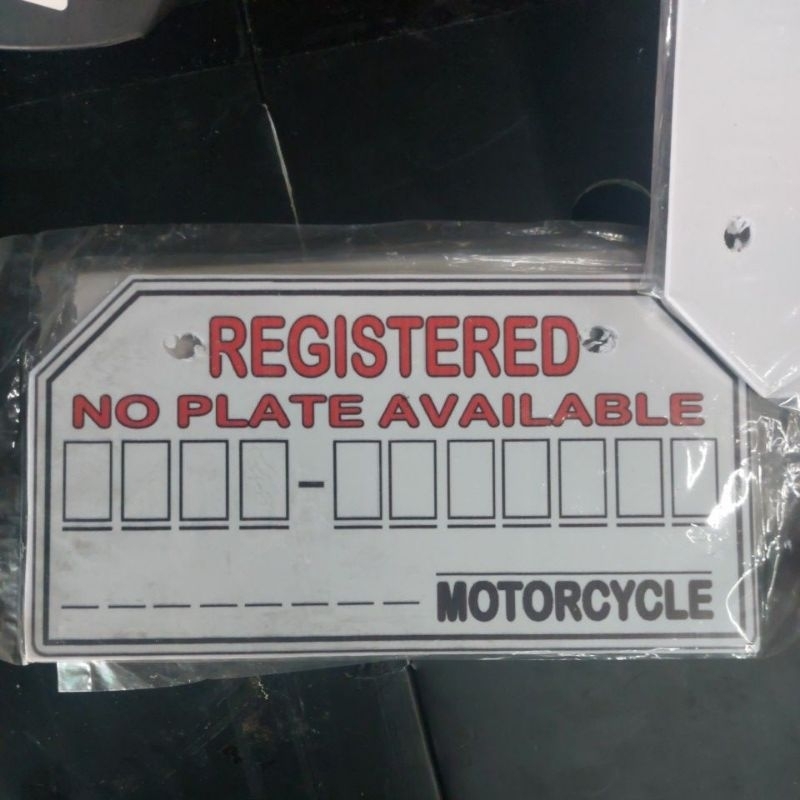 REGISTERED
NO PLATE AVAILABLE
-
MOTORCYCLE